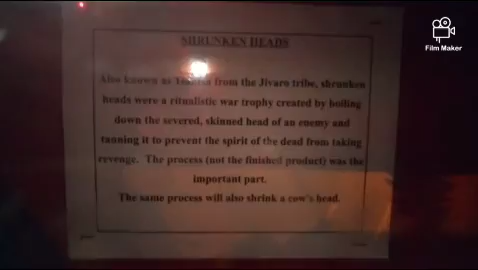 Film Maker
SHRUNKEN HEADS
Also known as from the Jivaro tribe, shrunken
heads were a ritualistic war trophy created by boiling
down the severed, skinned head of an enemy and
tanning it to prevent the spirit of the dead from taking
revenge. The process (not the finished product) was the
important part.
The same process will also shrink a cow's head.